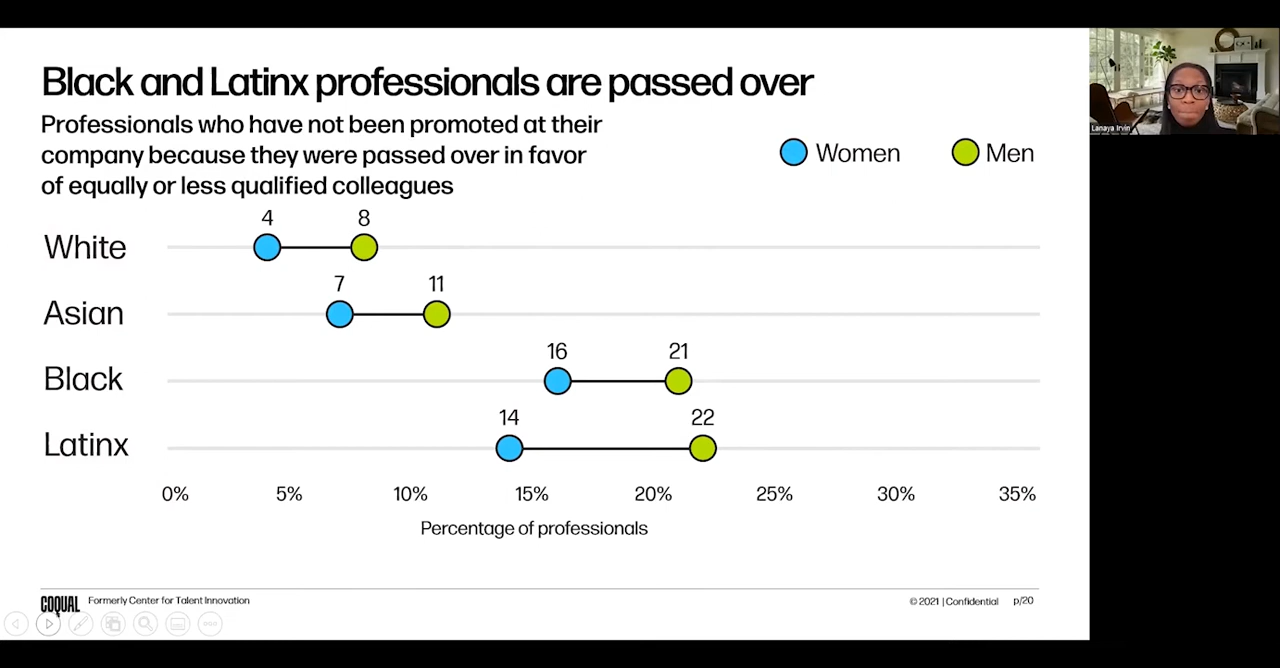 Black and Latinx professionals are passed over
Professionals who have not been promoted at their
company because they were passed over in favor
of equally or less qualified colleagues
Women Men
4 8
White
7 11
Asian
16 21
Black
14 22
Latinx
0% 5% 10% 15% 20% 25% 30% 35%
Percentage of professionals
COQUAL Formerly Center for Talent Innovation
© 2021 | Confidential p/20
Lanaya Irvin